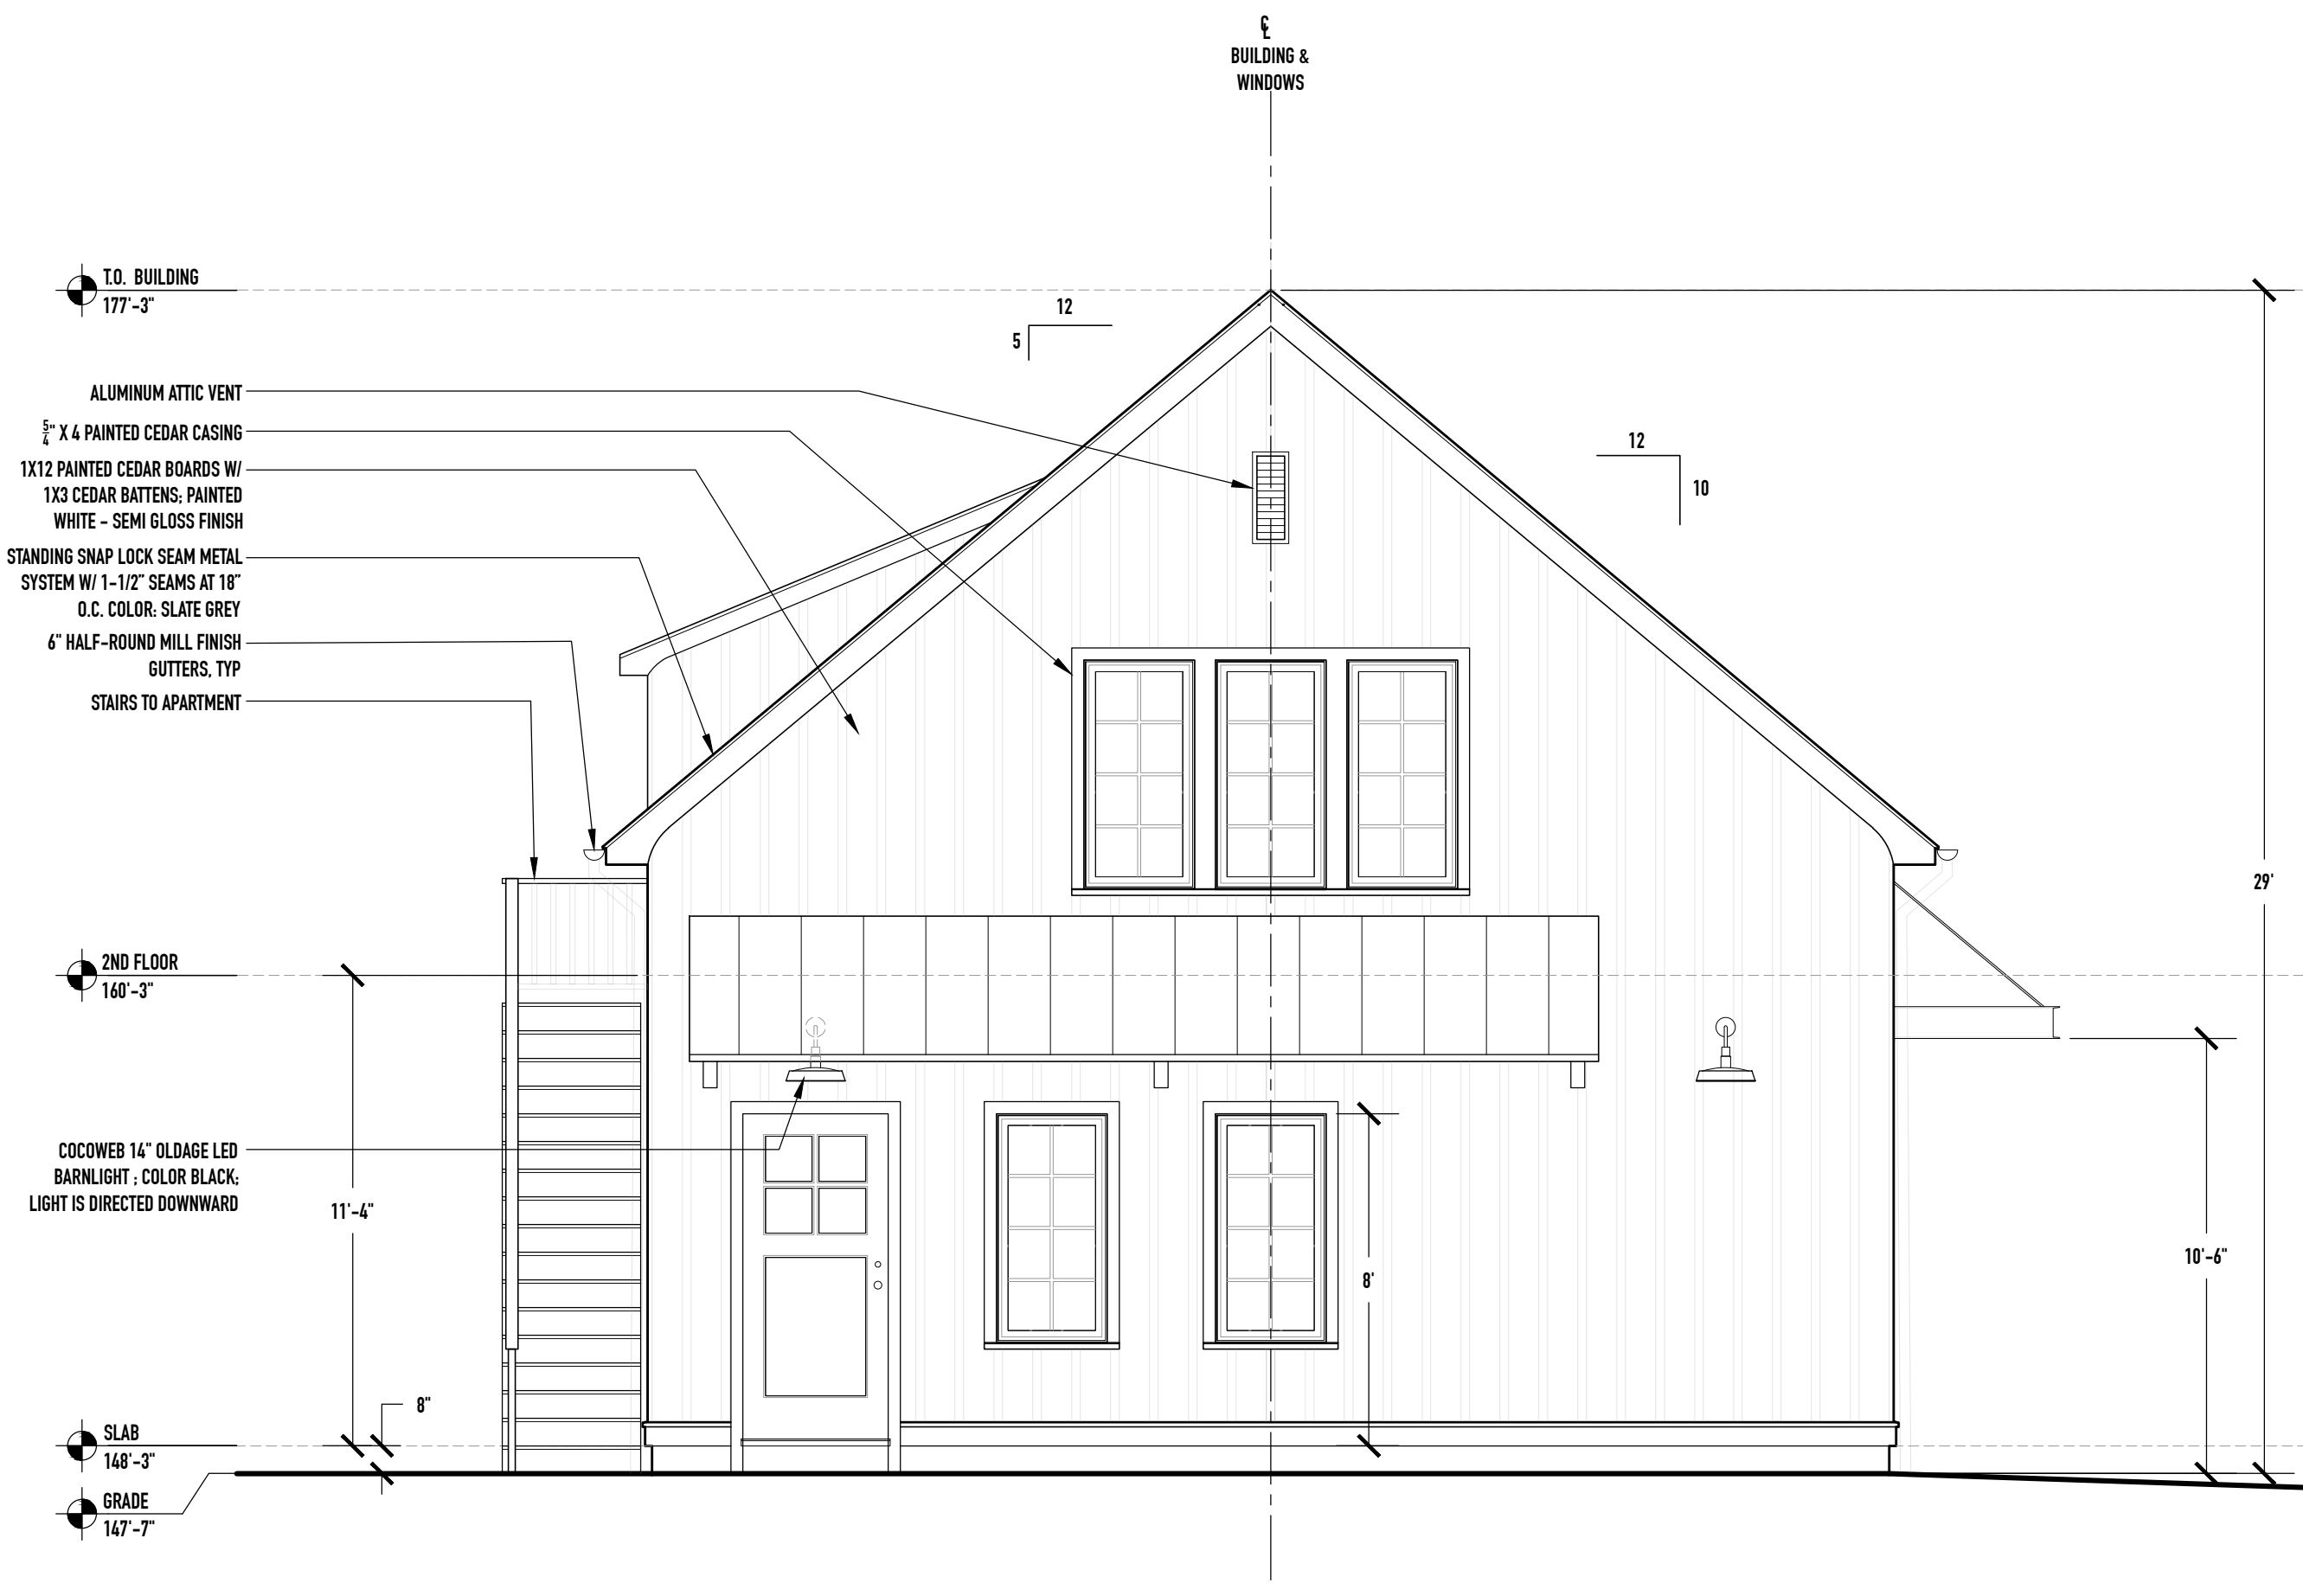 ℄
BUILDING &
WINDOWS
T.O. BUILDING
177'-3"
12
5
ALUMINUM ATTIC VENT
5/4" X 4 PAINTED CEDAR CASING
12
10
1X12 PAINTED CEDAR BOARDS W/
1X3 CEDAR BATTENS; PAINTED
WHITE - SEMI GLOSS FINISH
STANDING SNAP LOCK SEAM METAL
SYSTEM W/ 1-1/2" SEAMS AT 18"
O.C. COLOR: SLATE GREY
6" HALF-ROUND MILL FINISH
GUTTERS, TYP
STAIRS TO APARTMENT
29'
2ND FLOOR
160'-3"
COCOWEB 14" OLDAGE LED
BARNLIGHT ; COLOR BLACK;
LIGHT IS DIRECTED DOWNWARD
11'-4"
10'-6"
8'
8"
SLAB
148'-3"
GRADE
147'-7"